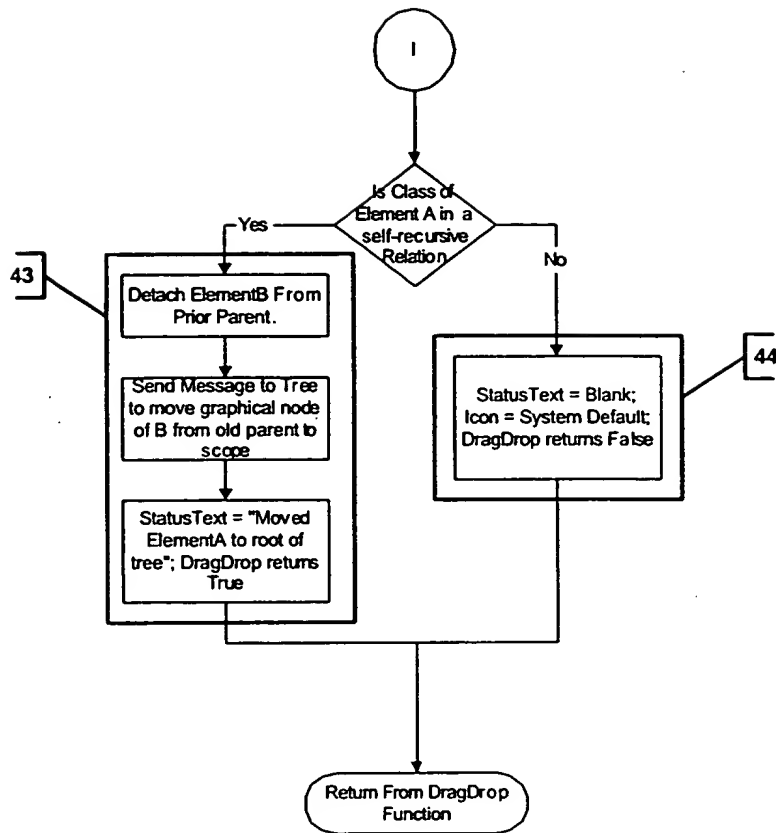 I
Is Class of
Element A in a
self-recursive
Relation
Yes
No
43
Detach ElementB From
Prior Parent.
Send Message to Tree
to move graphical node
of B from old parent to
scope
StatusText = "Moved
ElementA to root of
tree"; DragDrop returns
True
44
StatusText = Blank;
Icon = System Default;
DragDrop returns False
Return From DragDrop
Function